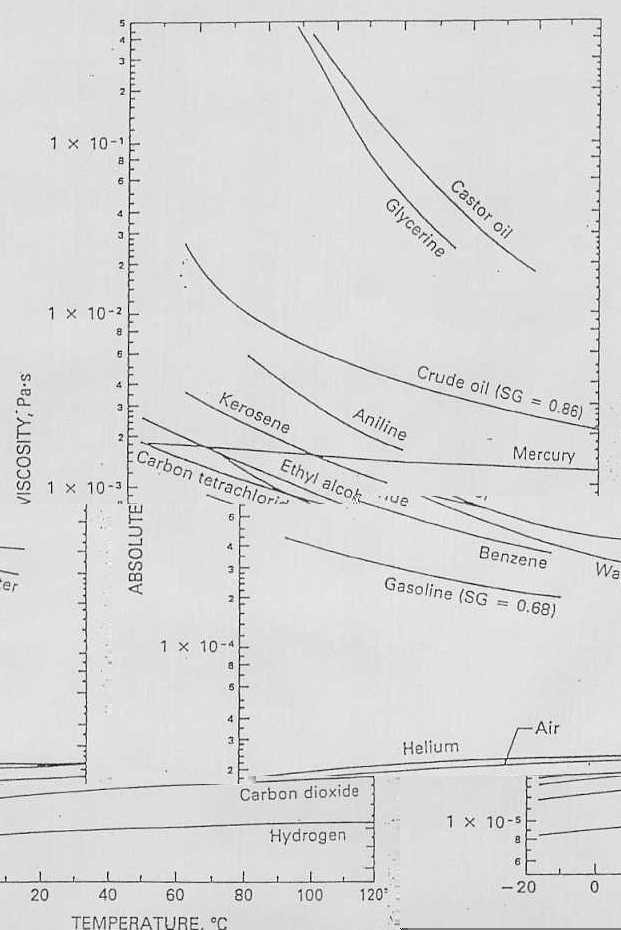 5
4
3
2
1 × 10⁻¹
8
6
4
3
2
1 × 10⁻²
8
6
4
3
2
1 × 10⁻³
VISCOSITY, Pa·s
Castor oil
Glycerine
Crude oil (SG = 0.86)
Aniline
Kerosene
Mercury
Ethyl alcoh
Carbon tetrachlorid
ter
ABSOLUTE
6
4
3
2
1 × 10⁻⁴
8
6
4
3
2
Benzene
Wa
Gasoline (SG = 0.68)
Air
Helium
Carbon dioxide
Hydrogen
1 × 10⁻⁵
8
6
20 40 60 80 100 120°
−20 0
TEMPERATURE, °C